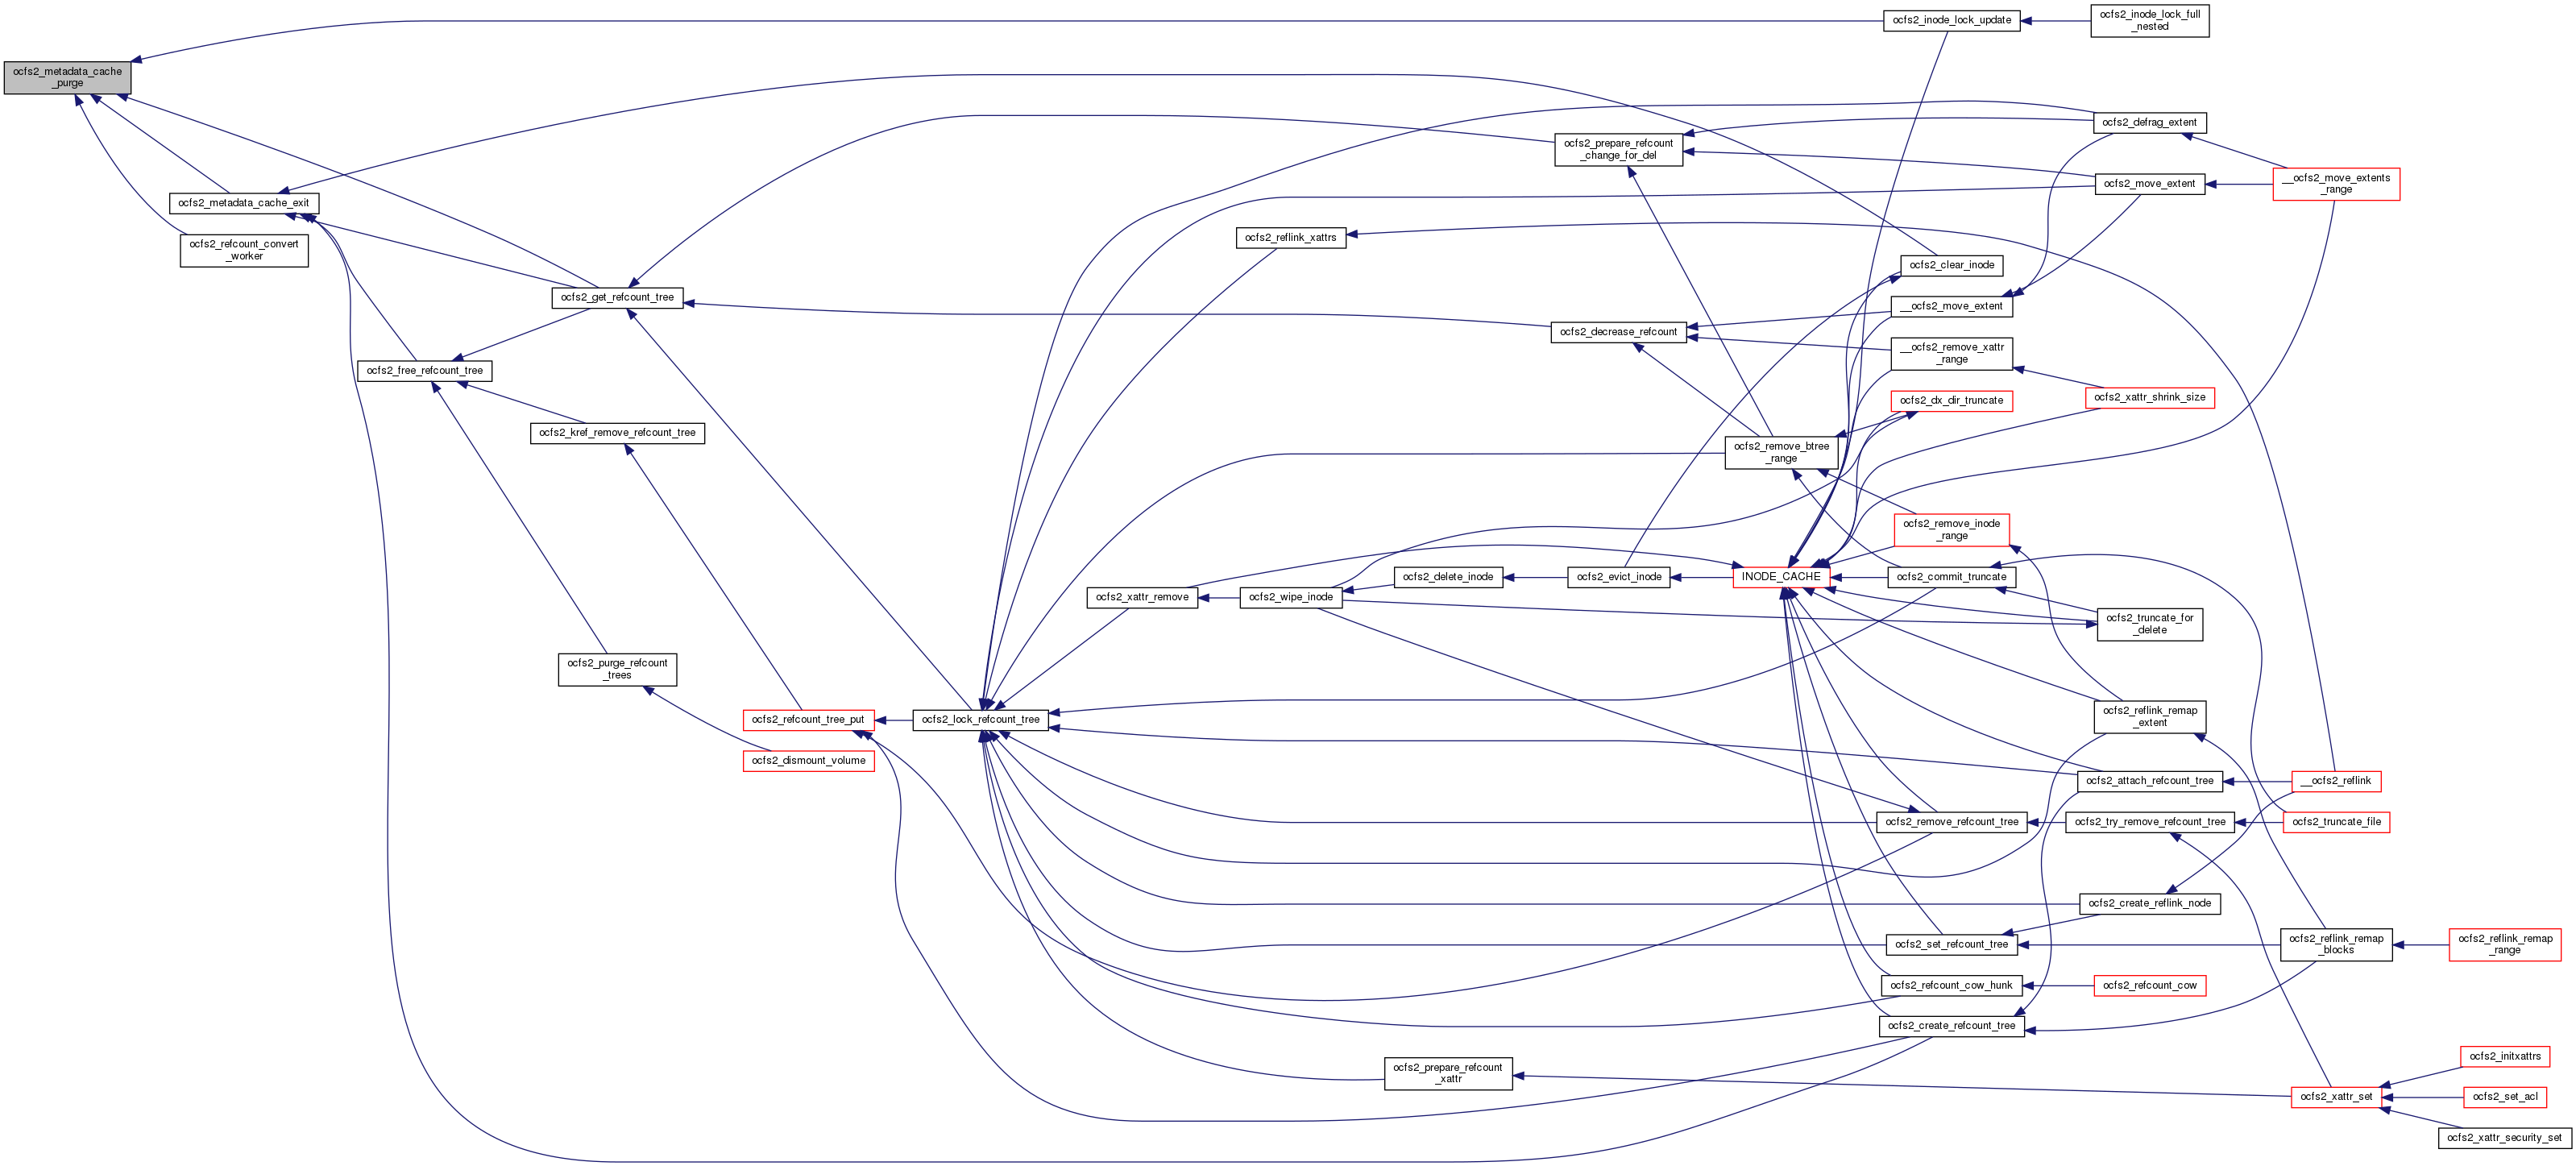 ocfs2_metadata_cache
_purge
ocfs2_metadata_cache_exit
ocfs2_refcount_convert
_worker
ocfs2_free_refcount_tree
ocfs2_get_refcount_tree
ocfs2_kref_remove_refcount_tree
ocfs2_purge_refcount
_trees
ocfs2_refcount_tree_put
ocfs2_dismount_volume
ocfs2_lock_refcount_tree
ocfs2_xattr_remove
ocfs2_reflink_xattrs
ocfs2_wipe_inode
ocfs2_delete_inode
ocfs2_prepare_refcount
_xattr
ocfs2_prepare_refcount
_change_for_del
ocfs2_decrease_refcount
ocfs2_evict_inode
ocfs2_remove_btree
_range
INODE_CACHE
ocfs2_inode_lock_update
ocfs2_clear_inode
__ocfs2_move_extent
__ocfs2_remove_xattr
_range
ocfs2_dx_dir_truncate
ocfs2_remove_inode
_range
ocfs2_commit_truncate
ocfs2_remove_refcount_tree
ocfs2_set_refcount_tree
ocfs2_refcount_cow_hunk
ocfs2_create_refcount_tree
ocfs2_inode_lock_full
_nested
ocfs2_defrag_extent
ocfs2_move_extent
ocfs2_xattr_shrink_size
ocfs2_truncate_for
_delete
ocfs2_reflink_remap
_extent
ocfs2_attach_refcount_tree
ocfs2_try_remove_refcount_tree
ocfs2_create_reflink_node
ocfs2_refcount_cow
__ocfs2_move_extents
_range
__ocfs2_reflink
ocfs2_truncate_file
ocfs2_reflink_remap
_blocks
ocfs2_xattr_set
ocfs2_reflink_remap
_range
ocfs2_initxattrs
ocfs2_set_acl
ocfs2_xattr_security_set